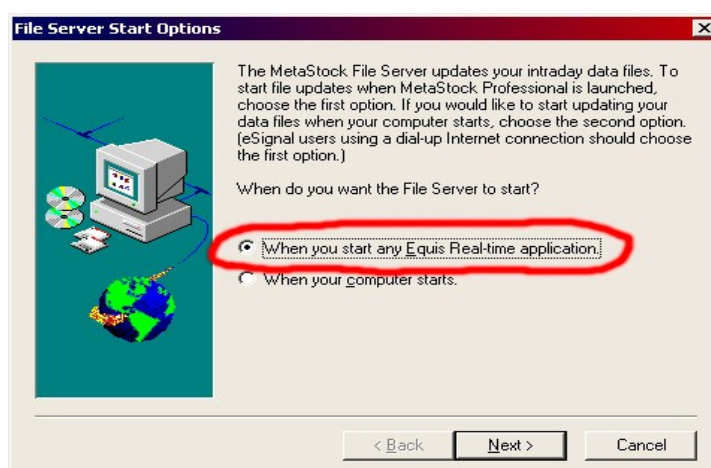 File Server Start Options
The MetaStock File Server updates your intraday data files. To
start file updates when MetaStock Professional is launched,
choose the first option. If you would like to start updating your
data files when your computer starts, choose the second option.
(eSignal users using a dial-up Internet connection should choose
the first option.)
When do you want the File Server to start?
When you start any Equis Real-time application.
When your computer starts.
< Back
Next >
Cancel